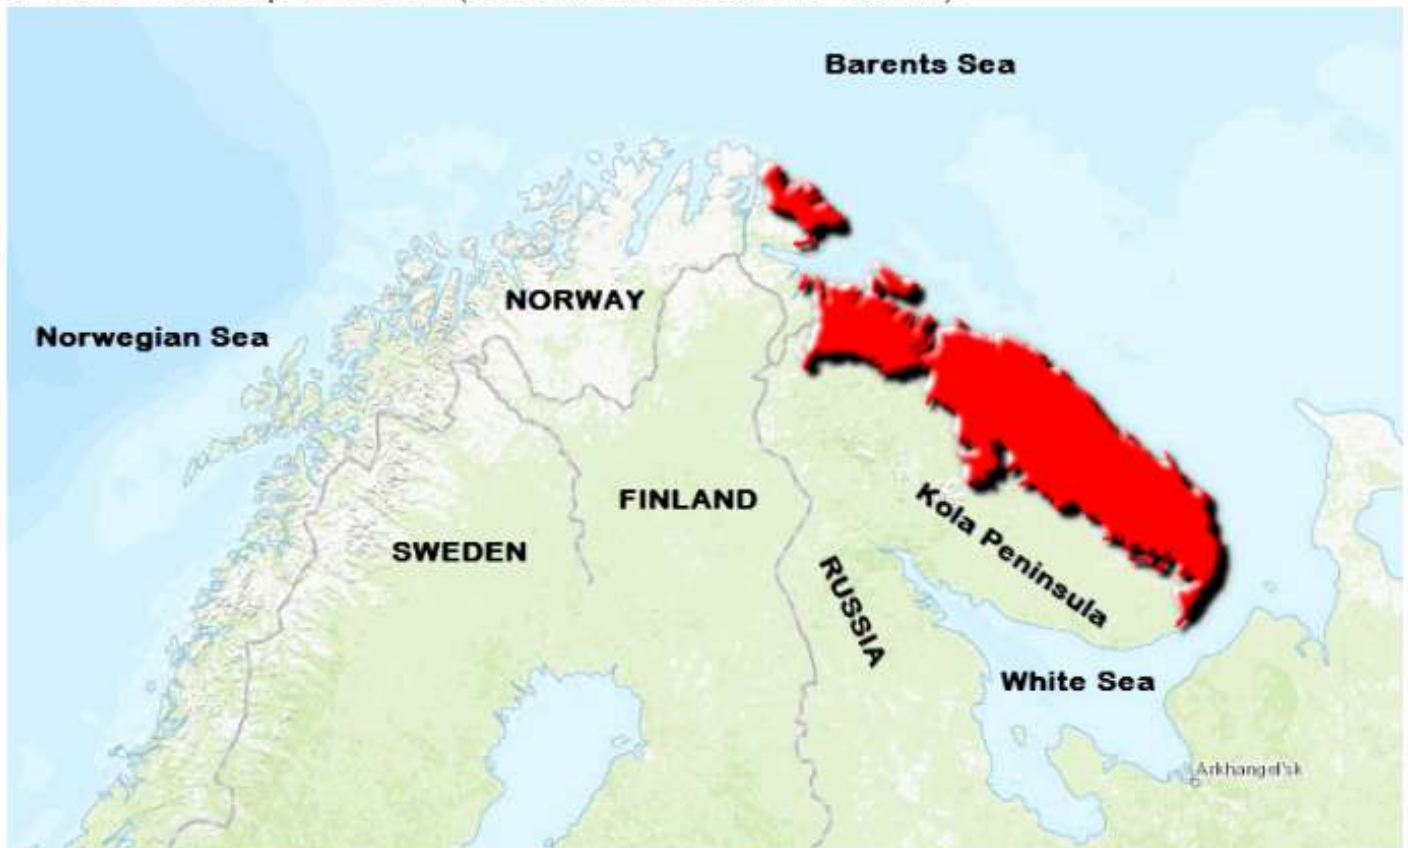 Barents Sea
NORWAY
Norwegian Sea
FINLAND
SWEDEN
Kola Peninsula
RUSSIA
White Sea
Arkhangel'sk